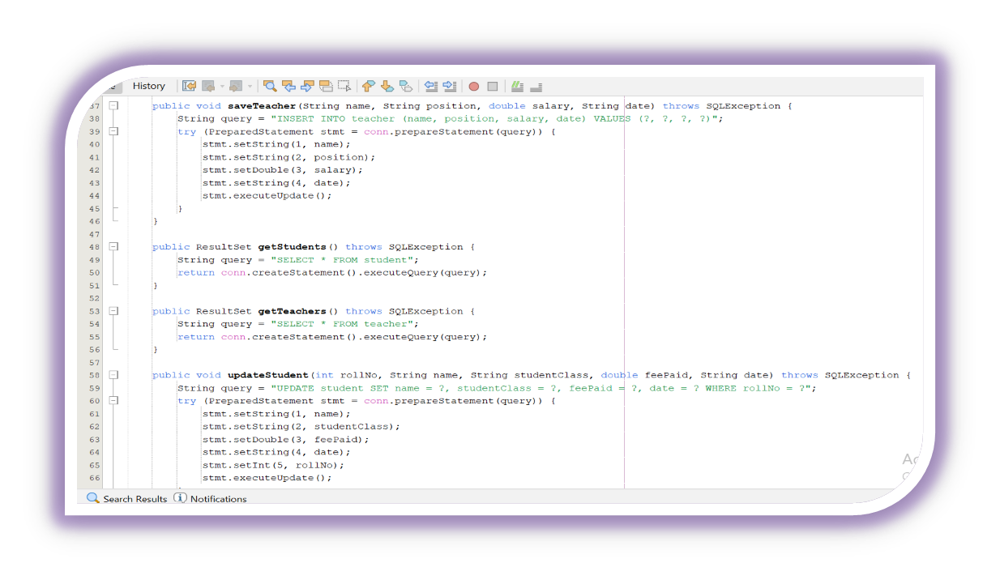 History
37 public void saveTeacher(String name, String position, double salary, String date) throws SQLException {
38 String query = "INSERT INTO teacher (name, position, salary, date) VALUES (?, ?, ?, ?)";
39 try (PreparedStatement stmt = conn.prepareStatement(query)) {
40 stmt.setString(1, name);
41 stmt.setString(2, position);
42 stmt.setDouble(3, salary);
43 stmt.setString(4, date);
44 stmt.executeUpdate();
45 }
46 }
47
48 public ResultSet getStudents() throws SQLException {
49 String query = "SELECT * FROM student";
50 return conn.createStatement().executeQuery(query);
51 }
52
53 public ResultSet getTeachers() throws SQLException {
54 String query = "SELECT * FROM teacher";
55 return conn.createStatement().executeQuery(query);
56 }
57
58 public void updateStudent(int rollNo, String name, String studentClass, double feePaid, String date) throws SQLException {
59 String query = "UPDATE student SET name = ?, studentClass = ?, feePaid = ?, date = ? WHERE rollNo = ?";
60 try (PreparedStatement stmt = conn.prepareStatement(query)) {
61 stmt.setString(1, name);
62 stmt.setString(2, studentClass);
63 stmt.setDouble(3, feePaid);
64 stmt.setString(4, date);
65 stmt.setInt(5, rollNo);
66 stmt.executeUpdate();
Search Results Notifications